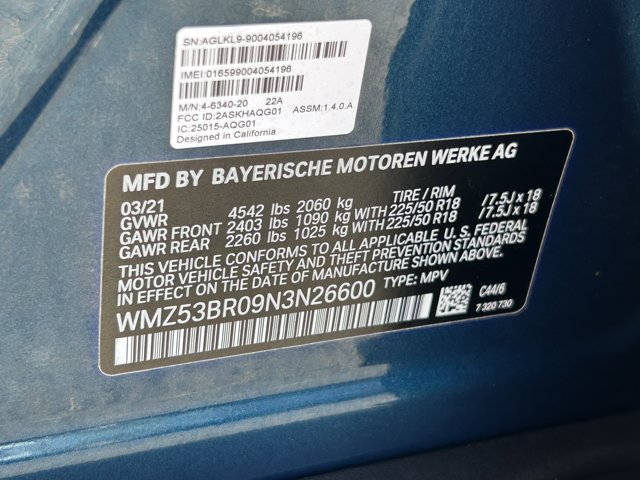 SN:AGLKL9-9004054196
IMEI:016599004054196
M/N:4-6340-20 22A
FCC ID:2ASKHAQG01 ASSM:1.4.0.A
IC:25015-AQG01
Designed in California
MFD BY BAYERISCHE MOTOREN WERKE AG
03/21 TIRE / RIM
GVWR 4542 lbs 2060 kg
GAWR FRONT 2403 lbs 1090 kg WITH 225/50 R18 /7.5J x 18
GAWR REAR 2260 lbs 1025 kg WITH 225/50 R18 /7.5J x 18
THIS VEHICLE CONFORMS TO ALL APPLICABLE U.S. FEDERAL
MOTOR VEHICLE SAFETY AND THEFT PREVENTION STANDARDS
IN EFFECT ON THE DATE OF MANUFACTURE SHOWN ABOVE.
WMZ53BR09N3N26600 TYPE: MPV
C44/6
7 320 730